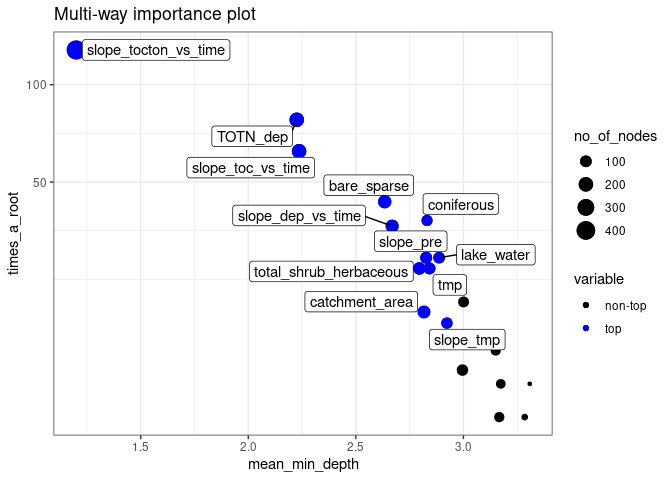 Multi-way importance plot
slope_tocton_vs_time
100
TOTN_dep
no_of_nodes
100
slope_toc_vs_time
200
50
bare_sparse
300
coniferous
slope_dep_vs_time
400
times_a_root
slope_pre
lake_water
total_shrub_herbaceous
variable
tmp
catchment_area
non-top
top
slope_tmp
1.5
2.0
2.5
3.0
mean_min_depth